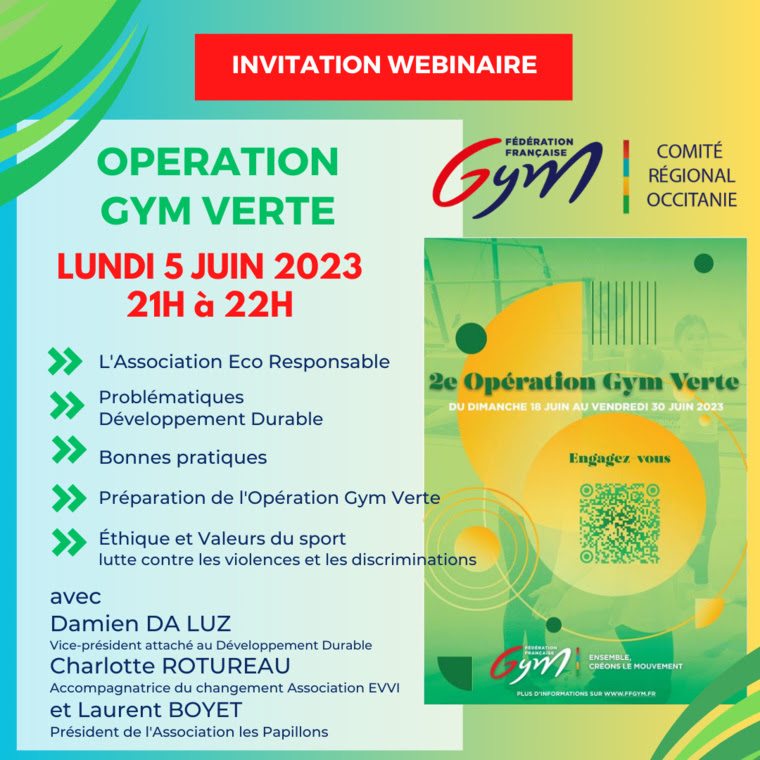 INVITATION WEBINAIRE
OPERATION
GYM VERTE
LUNDI 5 JUIN 2023
21H à 22H
L'Association Eco Responsable
Problématiques
Développement Durable
Bonnes pratiques
Préparation de l'Opération Gym Verte
Éthique et Valeurs du sport
lutte contre les violences et les discriminations
avec
Damien DA LUZ
Vice-président attaché au Développement Durable
Charlotte ROTUREAU
Accompagnatrice du changement Association EVVI
et Laurent BOYET
Président de l'Association les Papillons
FÉDÉRATION
FRANÇAISE
Gym
COMITÉ
RÉGIONAL
OCCITANIE
2e Opération Gym Verte
DU DIMANCHE 18 JUIN AU VENDREDI 30 JUIN 2023
Engagez-vous
FÉDÉRATION
FRANÇAISE
Gym
ENSEMBLE,
CRÉONS LE MOUVEMENT
PLUS D'INFORMATIONS SUR WWW.FFGYM.FR